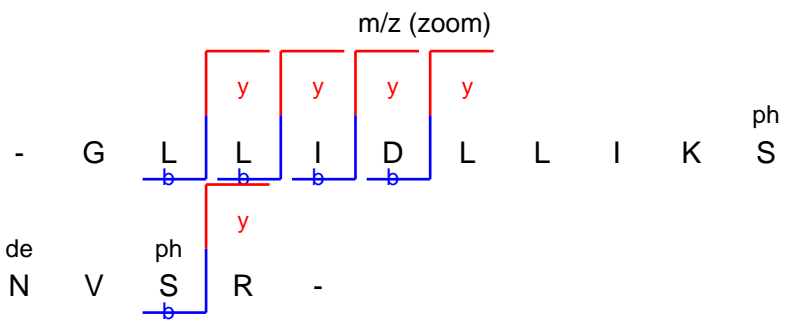 m/z (zoom)
y y y y
ph
- G L L I D L L I K S
b b b b
y
de ph
N V S R -
b